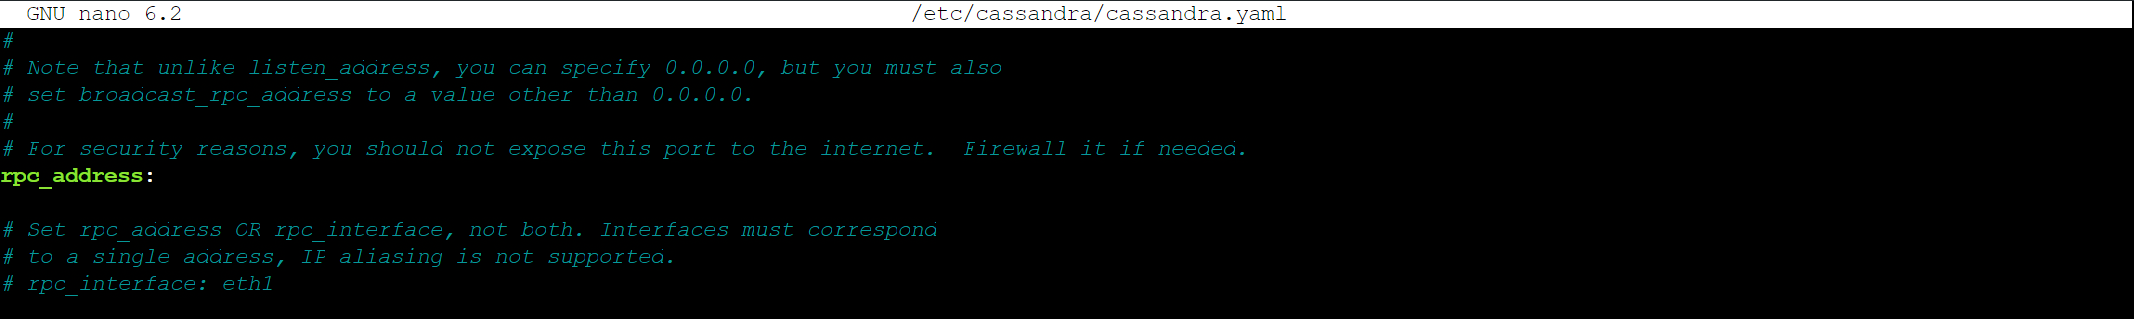 GNU nano 6.2 /etc/cassandra/cassandra.yaml
#
# Note that unlike listen_address, you can specify 0.0.0.0, but you must also
# set broadcast_rpc_address to a value other than 0.0.0.0.
#
# For security reasons, you should not expose this port to the internet.  Firewall it if needed.
rpc_address:
# Set rpc_address OR rpc_interface, not both. Interfaces must correspond
# to a single address, IP aliasing is not supported.
# rpc_interface: eth1